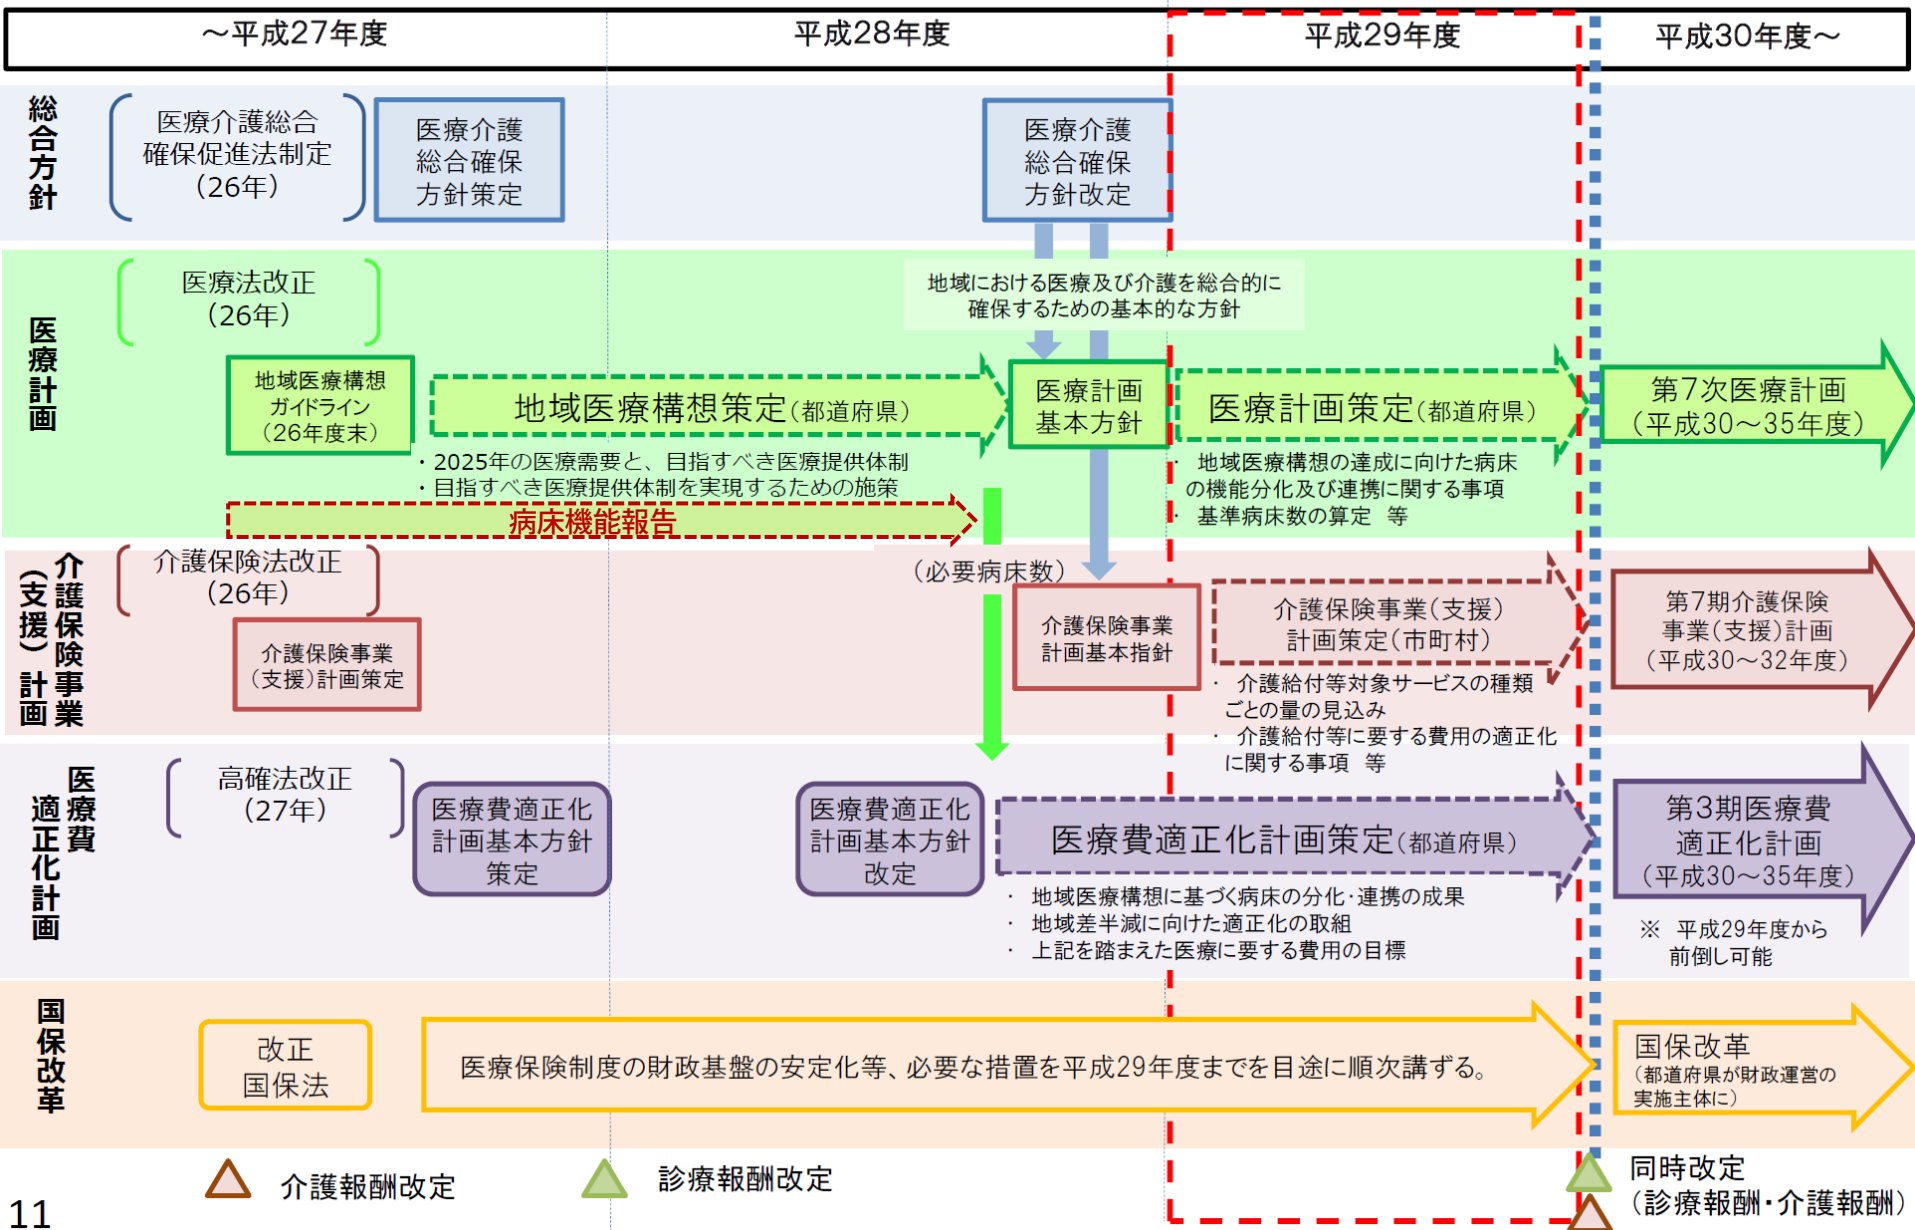 ～平成27年度
平成28年度
平成29年度
平成30年度～
総合方針
医療介護総合
確保促進法制定
（26年）
医療介護
総合確保
方針策定
医療介護
総合確保
方針改定
医療計画
医療法改正
（26年）
地域における医療及び介護を総合的に
確保するための基本的な方針
地域医療構想
ガイドライン
（26年度末）
地域医療構想策定（都道府県）
医療計画
基本方針
医療計画策定（都道府県）
第7次医療計画
（平成30～35年度）
・2025年の医療需要と、目指すべき医療提供体制
・目指すべき医療提供体制を実現するための施策
・ 地域医療構想の達成に向けた病床
の機能分化及び連携に関する事項
・ 基準病床数の算定 等
病床機能報告
介護保険事業
（支援）計画
介護保険法改正
（26年）
（必要病床数）
介護保険事業
（支援）計画策定
介護保険事業
計画基本指針
介護保険事業（支援）
計画策定（市町村）
第7期介護保険
事業（支援）計画
（平成30～32年度）
・ 介護給付等対象サービスの種類
ごとの量の見込み
・ 介護給付等に要する費用の適正化
に関する事項 等
医療費
適正化計画
高確法改正
（27年）
医療費適正化
計画基本方針
策定
医療費適正化
計画基本方針
改定
医療費適正化計画策定（都道府県）
第3期医療費
適正化計画
（平成30～35年度）
・ 地域医療構想に基づく病床の分化・連携の成果
・ 地域差半減に向けた適正化の取組
・ 上記を踏まえた医療に要する費用の目標
※ 平成29年度から
前倒し可能
国保改革
改正
国保法
医療保険制度の財政基盤の安定化等、必要な措置を平成29年度までを目途に順次講ずる。
国保改革
（都道府県が財政運営の
実施主体に）
介護報酬改定
診療報酬改定
同時改定
（診療報酬・介護報酬）
11